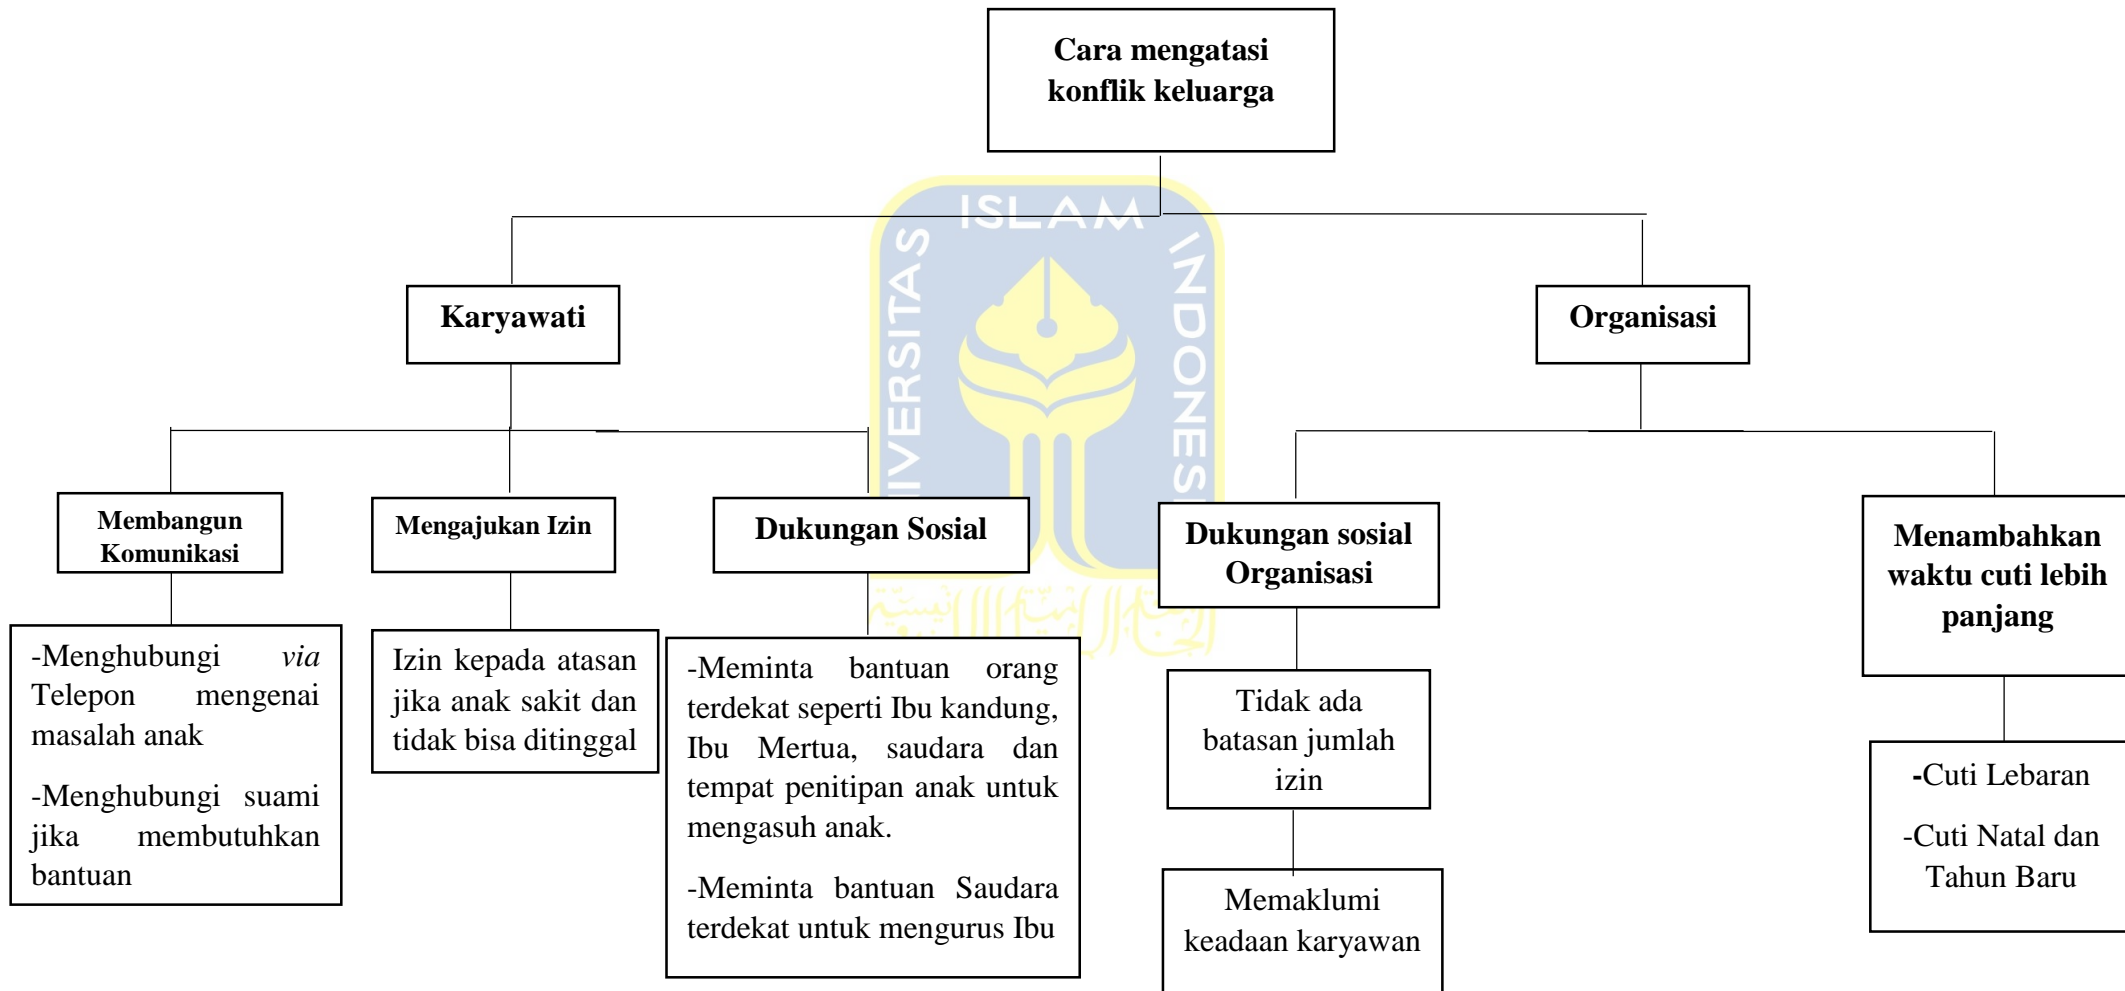 Cara mengatasi
konflik keluarga
ISLAM
UNIVERSITAS
INDONESIA
Karyawati
Organisasi
Membangun
Komunikasi
Mengajukan Izin
Dukungan Sosial
Dukungan sosial
Organisasi
Menambahkan
waktu cuti lebih
panjang
-Menghubungi via
Telepon mengenai
masalah anak
-Menghubungi suami
jika membutuhkan
bantuan
Izin kepada atasan
jika anak sakit dan
tidak bisa ditinggal
-Meminta bantuan orang
terdekat seperti Ibu kandung,
Ibu Mertua, saudara dan
tempat penitipan anak untuk
mengasuh anak.
-Meminta bantuan Saudara
terdekat untuk mengurus Ibu
Tidak ada
batasan jumlah
izin
Memaklumi
keadaan karyawan
-Cuti Lebaran
-Cuti Natal dan
Tahun Baru